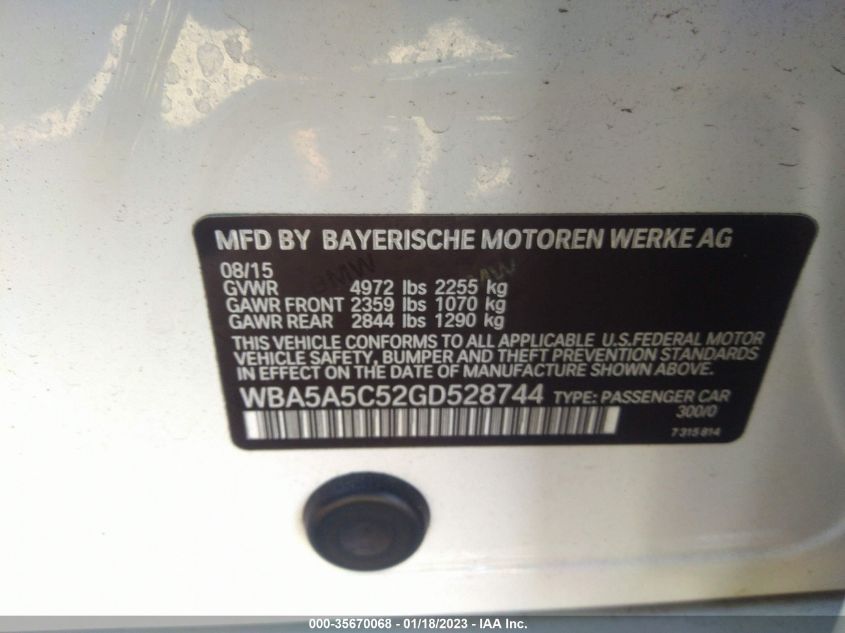 MFD BY BAYERISCHE MOTOREN WERKE AG
08/15
GVWR 4972 lbs 2255 kg
GAWR FRONT 2359 lbs 1070 kg
GAWR REAR 2844 lbs 1290 kg
THIS VEHICLE CONFORMS TO ALL APPLICABLE U.S.FEDERAL MOTOR
VEHICLE SAFETY, BUMPER AND THEFT PREVENTION STANDARDS
IN EFFECT ON THE DATE OF MANUFACTURE SHOWN ABOVE.
WBA5A5C52GD528744 TYPE: PASSENGER CAR
300/0
7 315 814
000-35670068 - 01/18/2023 - IAA Inc.